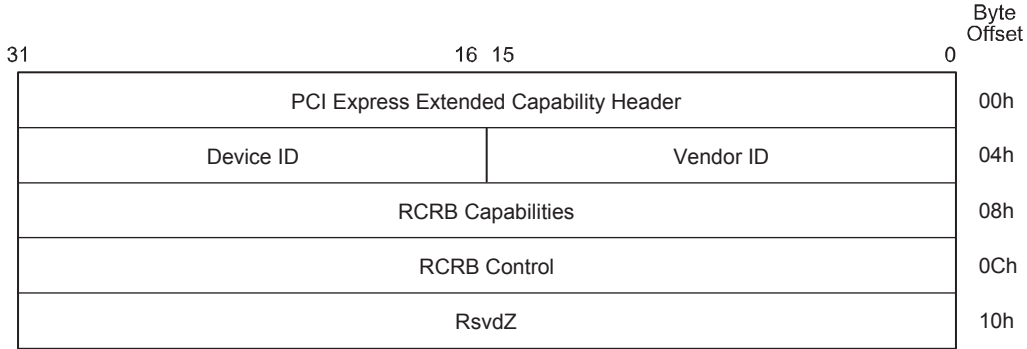 Byte
Offset
31 16 15 0
PCI Express Extended Capability Header 00h
Device ID Vendor ID 04h
RCRB Capabilities 08h
RCRB Control 0Ch
RsvdZ 10h